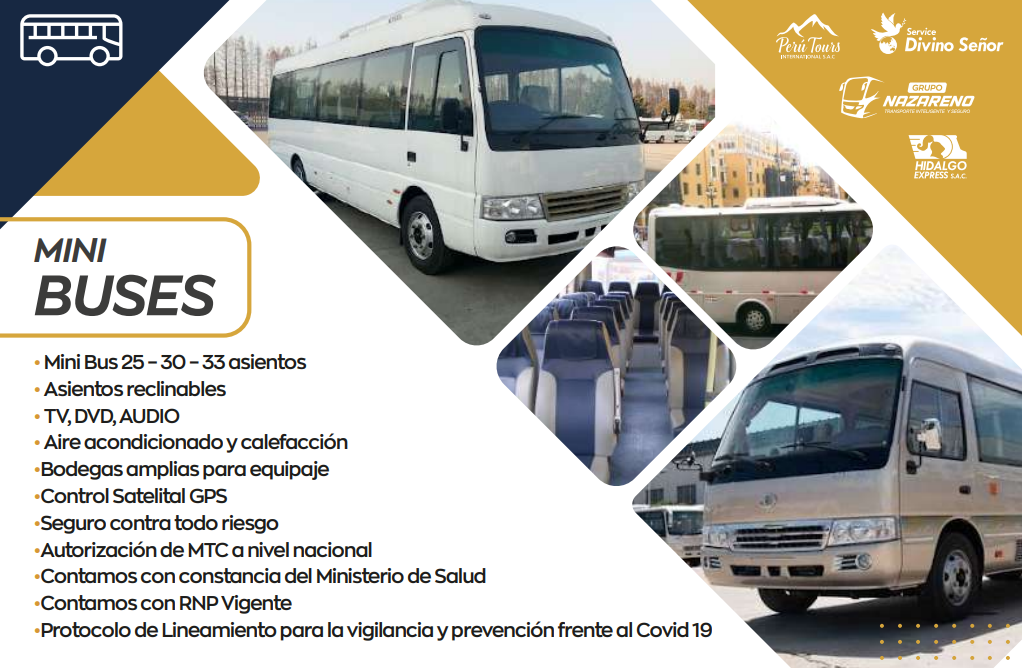 Perú Tours
INTERNATIONAL S.A.C
Service
Divino Señor
GRUPO
NAZARENO
TRANSPORTE INTELIGENTE Y SEGURO
HIDALGO
EXPRESS S.A.C.
MINI
BUSES
• Mini Bus 25 – 30 – 33 asientos
• Asientos reclinables
• TV, DVD, AUDIO
• Aire acondicionado y calefacción
•Bodegas amplias para equipaje
•Control Satelital GPS
•Seguro contra todo riesgo
•Autorización de MTC a nivel nacional
•Contamos con constancia del Ministerio de Salud
•Contamos con RNP Vigente
•Protocolo de Lineamiento para la vigilancia y prevención frente al Covid 19